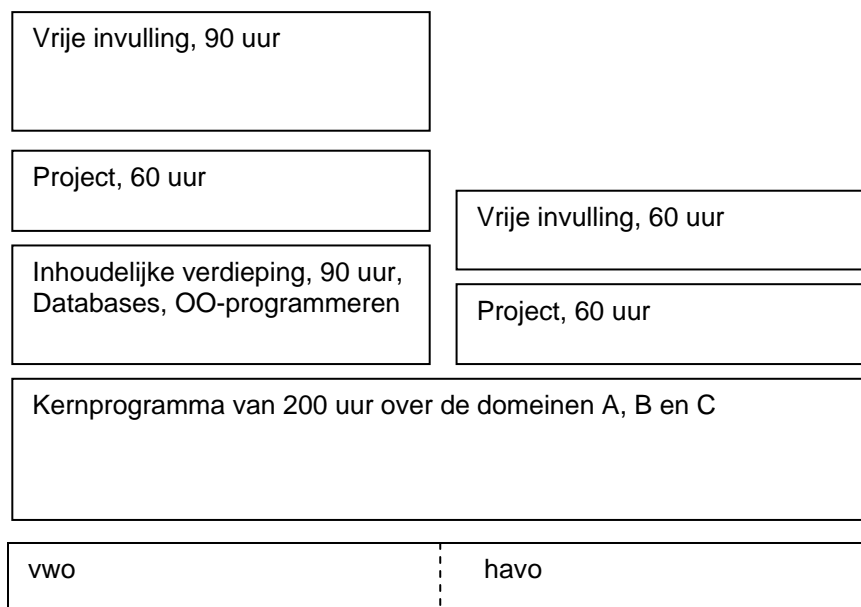 Vrije invulling, 90 uur
Project, 60 uur
Vrije invulling, 60 uur
Inhoudelijke verdieping, 90 uur,
Databases, OO-programmeren
Project, 60 uur
Kernprogramma van 200 uur over de domeinen A, B en C
vwo
havo